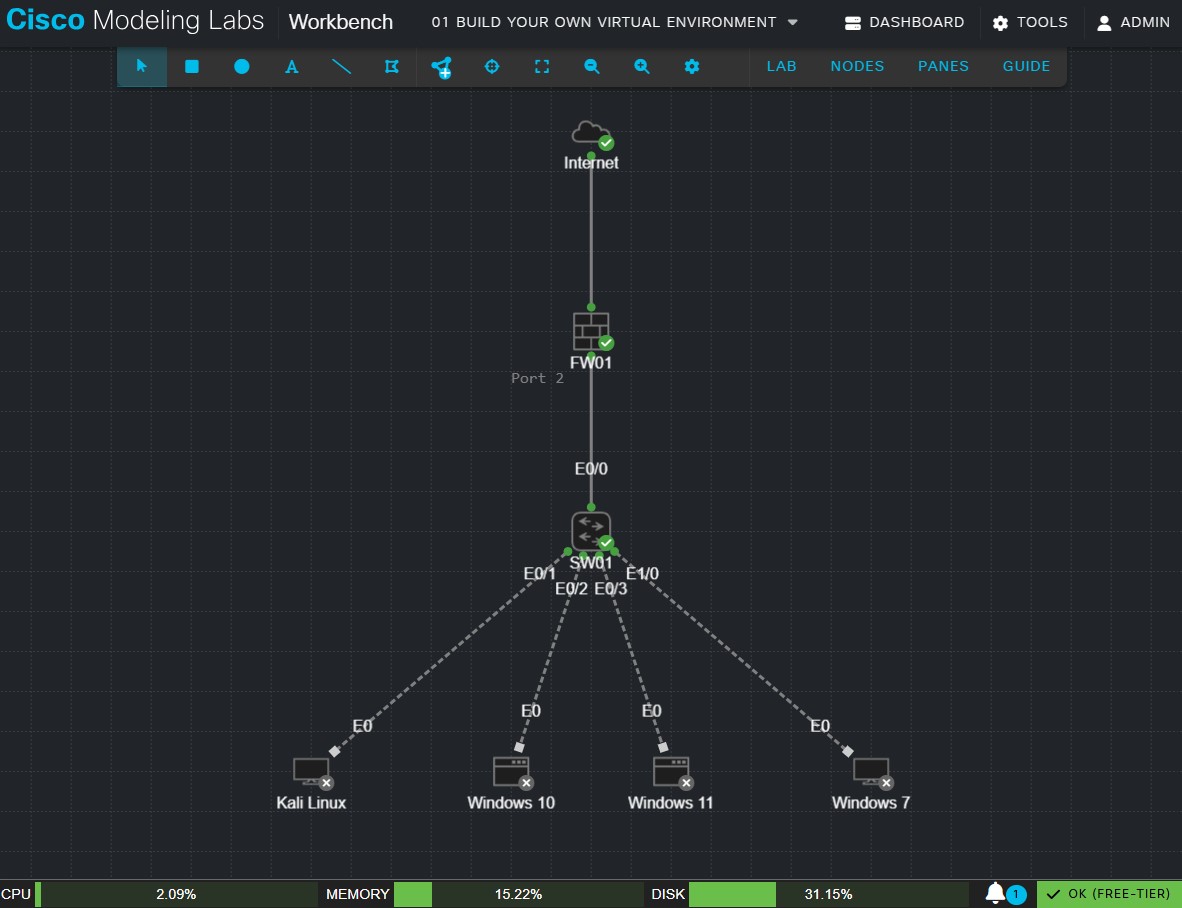 Cisco Modeling Labs Workbench 01 BUILD YOUR OWN VIRTUAL ENVIRONMENT DASHBOARD TOOLS ADMIN
A LAB NODES PANES GUIDE
Internet
FW01
Port 2
E0/0
SW01
E0/1 E1/0
E0/2 E0/3
E0 E0
E0 E0
Kali Linux Windows 10 Windows 11 Windows 7
CPU 2.09% MEMORY 15.22% DISK 31.15% 1 OK (FREE-TIER)